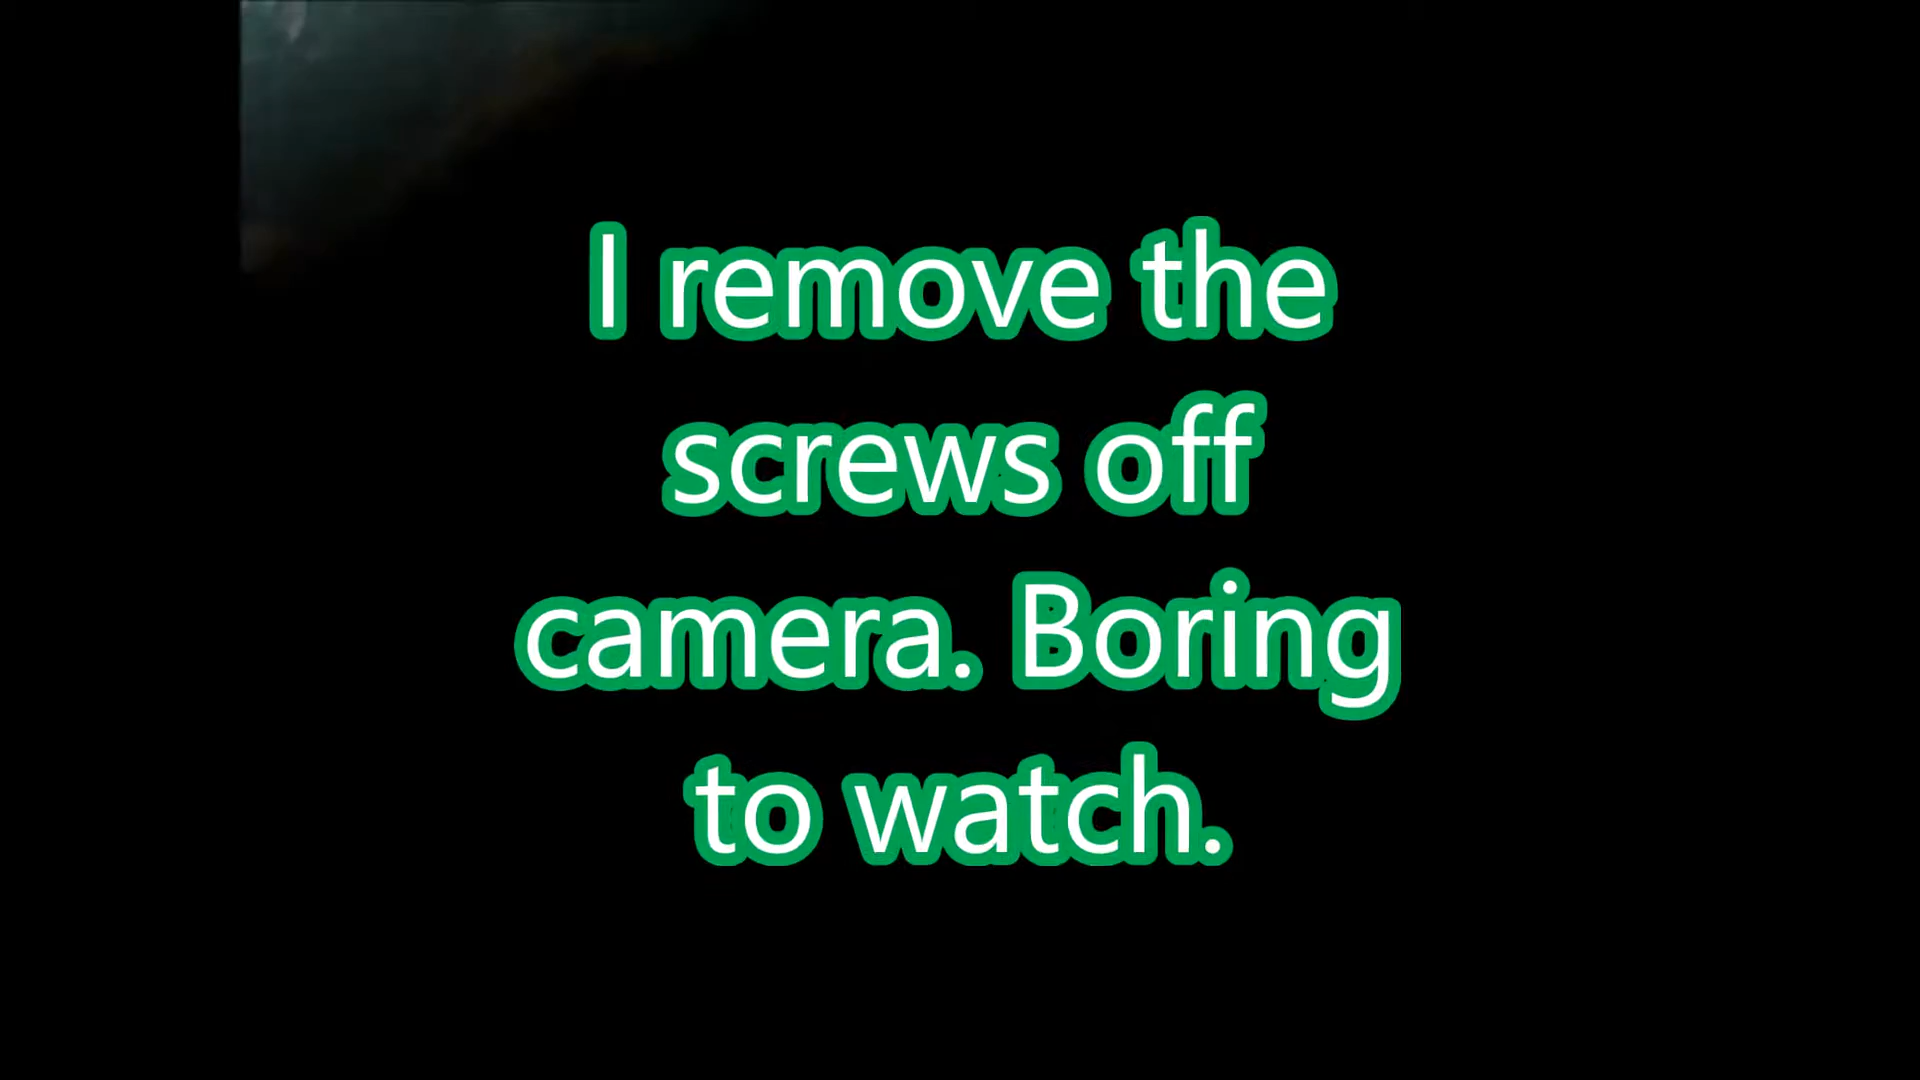 I remove the
screws off
camera. Boring
to watch.